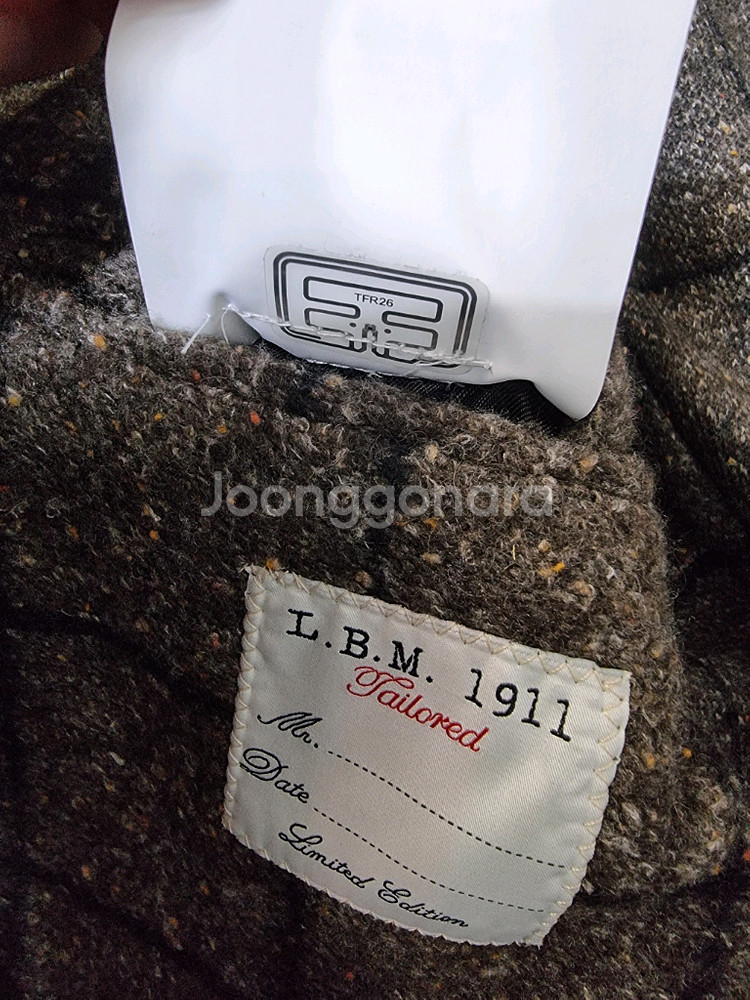 TFR26
Joonggonara
L.B.M. 1911
Tailored
Mr.
Date
Limited Edition